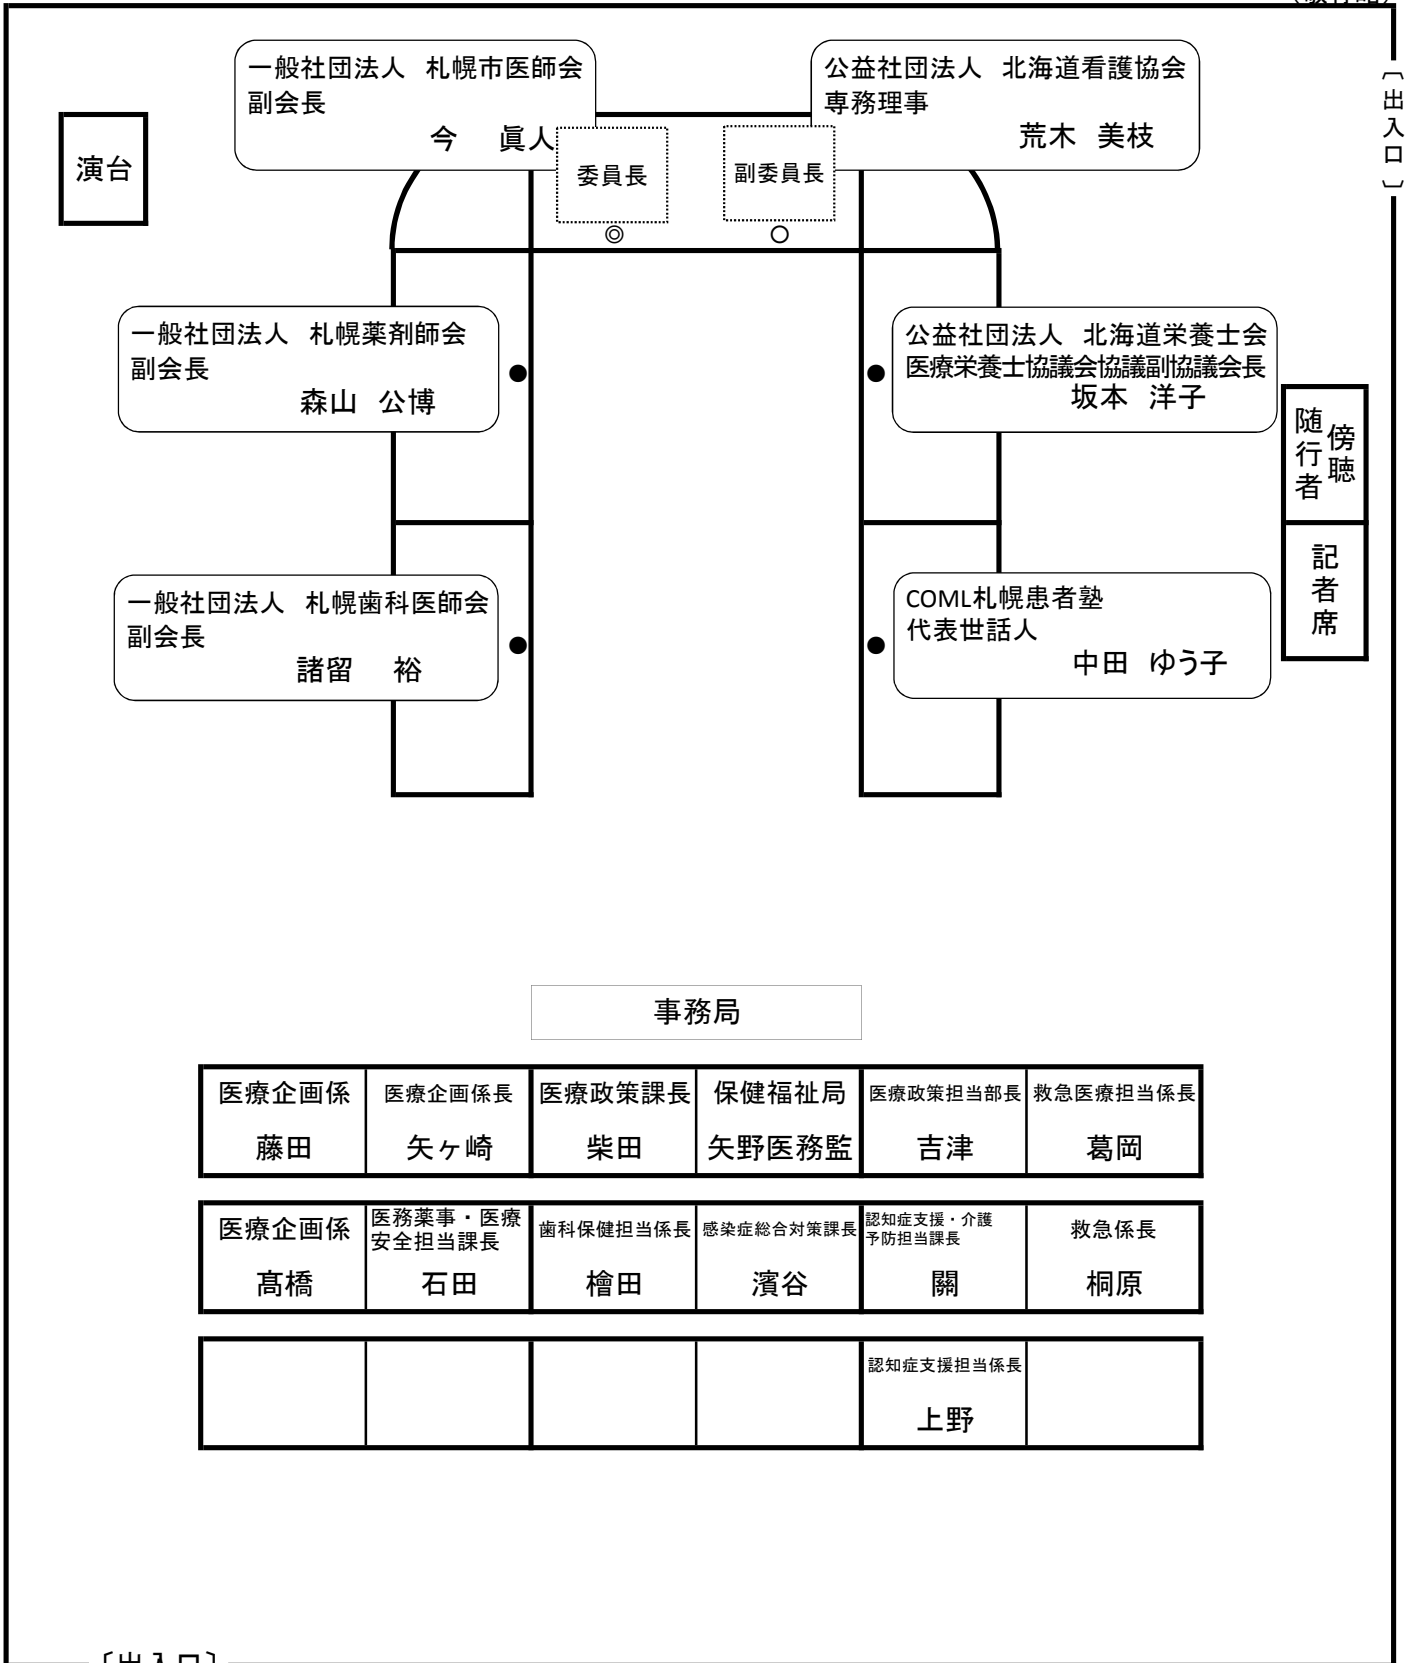 一般社団法人 札幌市医師会
副会長
今 眞人
公益社団法人 北海道看護協会
専務理事
荒木 美枝
〔出入口〕
演台
委員長
副委員長
◎
○
一般社団法人 札幌薬剤師会
副会長
森山 公博
●
●
公益社団法人 北海道栄養士会
医療栄養士協議会協議副協議会長
坂本 洋子
傍聴
随行者
記者席
一般社団法人 札幌歯科医師会
副会長
諸留 裕
●
●
COML札幌患者塾
代表世話人
中田 ゆう子
事務局
医療企画係
藤田
医療企画係長
矢ヶ崎
医療政策課長
柴田
保健福祉局
矢野医務監
医療政策担当部長
吉津
救急医療担当係長
葛岡
医療企画係
髙橋
医務薬事・医療
安全担当課長
石田
歯科保健担当係長
檜田
感染症総合対策課長
濱谷
認知症支援・介護
予防担当課長
關
救急係長
桐原
認知症支援担当係長
上野
〔出入口〕